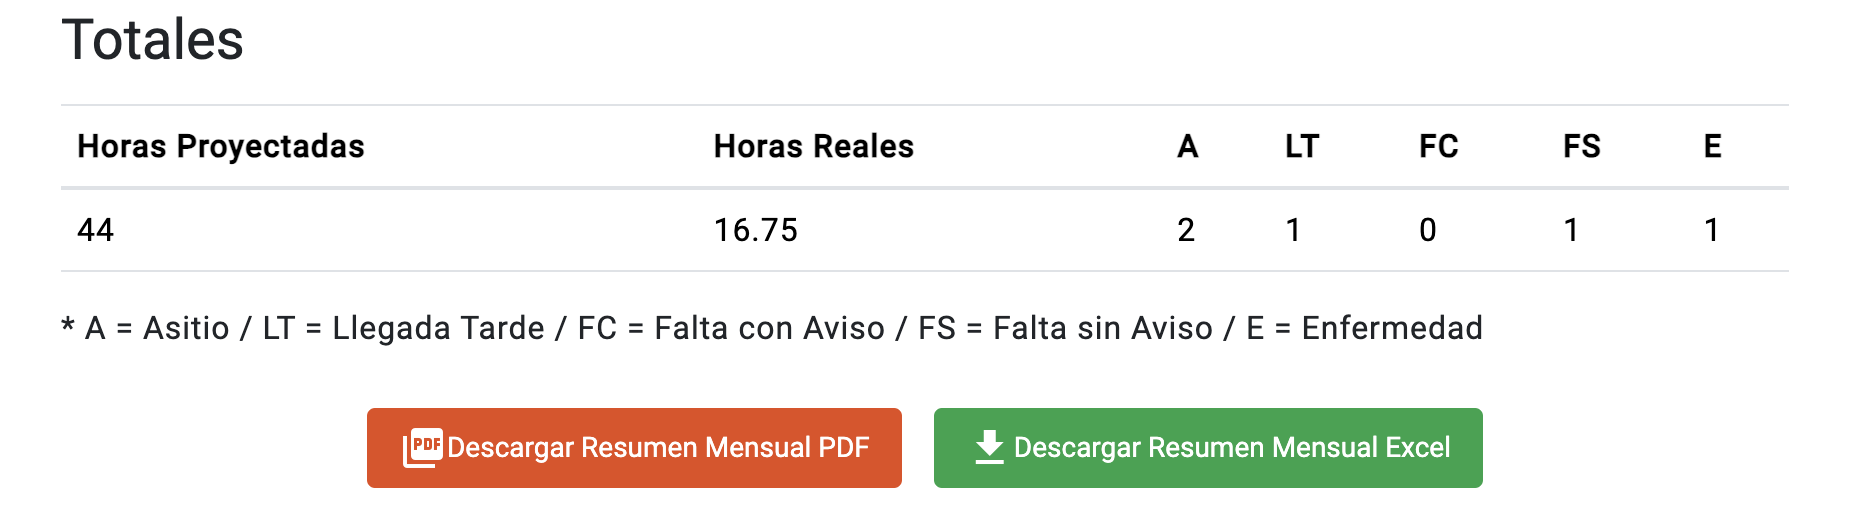 Totales
Horas Proyectadas Horas Reales A LT FC FS E
44 16.75 2 1 0 1 1
* A = Asitio / LT = Llegada Tarde / FC = Falta con Aviso / FS = Falta sin Aviso / E = Enfermedad
PDF Descargar Resumen Mensual PDF Descargar Resumen Mensual Excel